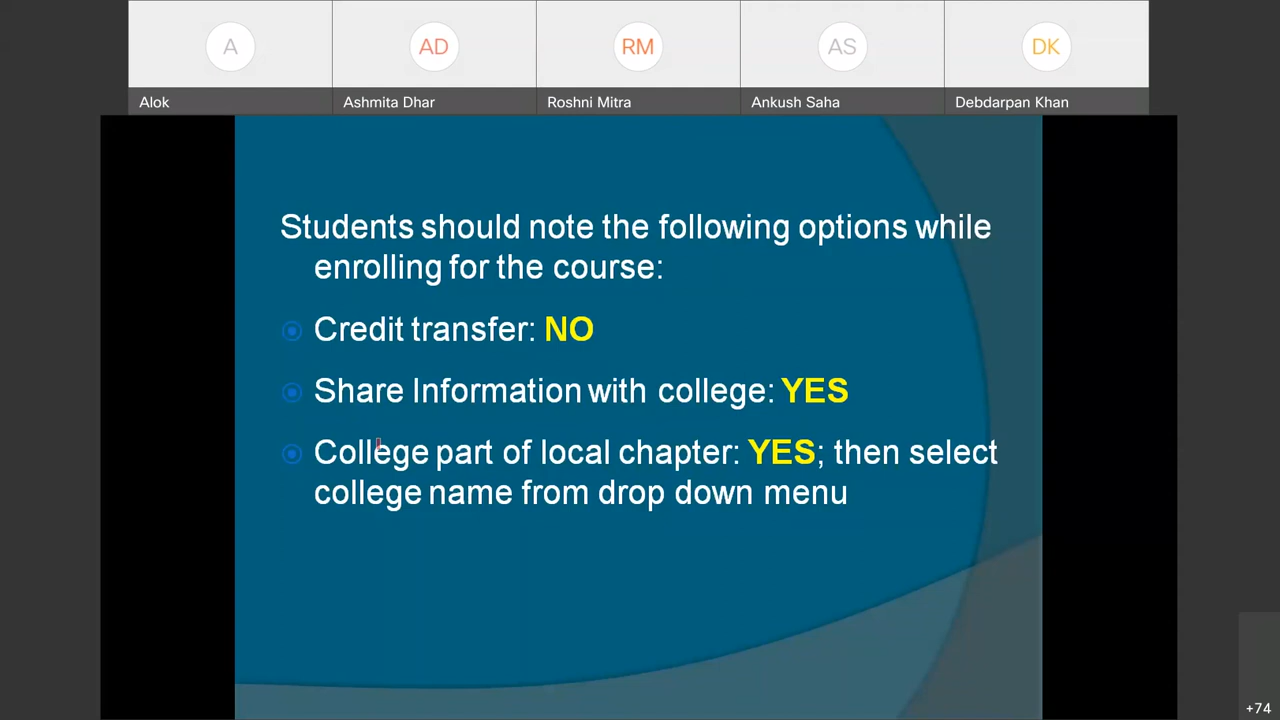 A
AD
RM
AS
DK
Alok
Ashmita Dhar
Roshni Mitra
Ankush Saha
Debdarpan Khan
Students should note the following options while
enrolling for the course:
Credit transfer: NO
Share Information with college: YES
College part of local chapter: YES; then select
college name from drop down menu
+74